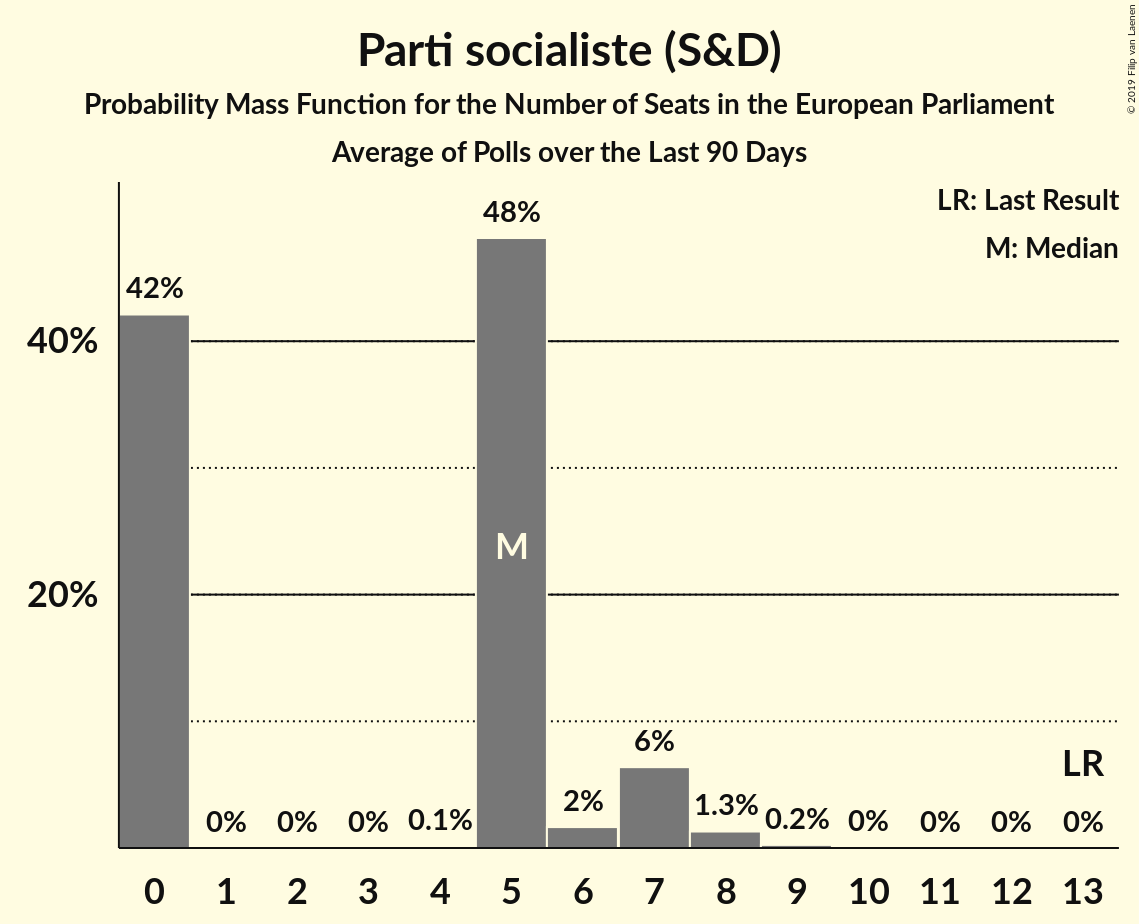 Parti socialiste (S&D)
Probability Mass Function for the Number of Seats in the European Parliament
Average of Polls over the Last 90 Days
© 2019 Filip van Laenen
LR: Last Result
M: Median
48%
42%
40%
M
20%
6%
LR
2%
1.3%
0%
0%
0%
0.1%
0.2%
0%
0%
0%
0%
0 1 2 3 4 5 6 7 8 9 10 11 12 13